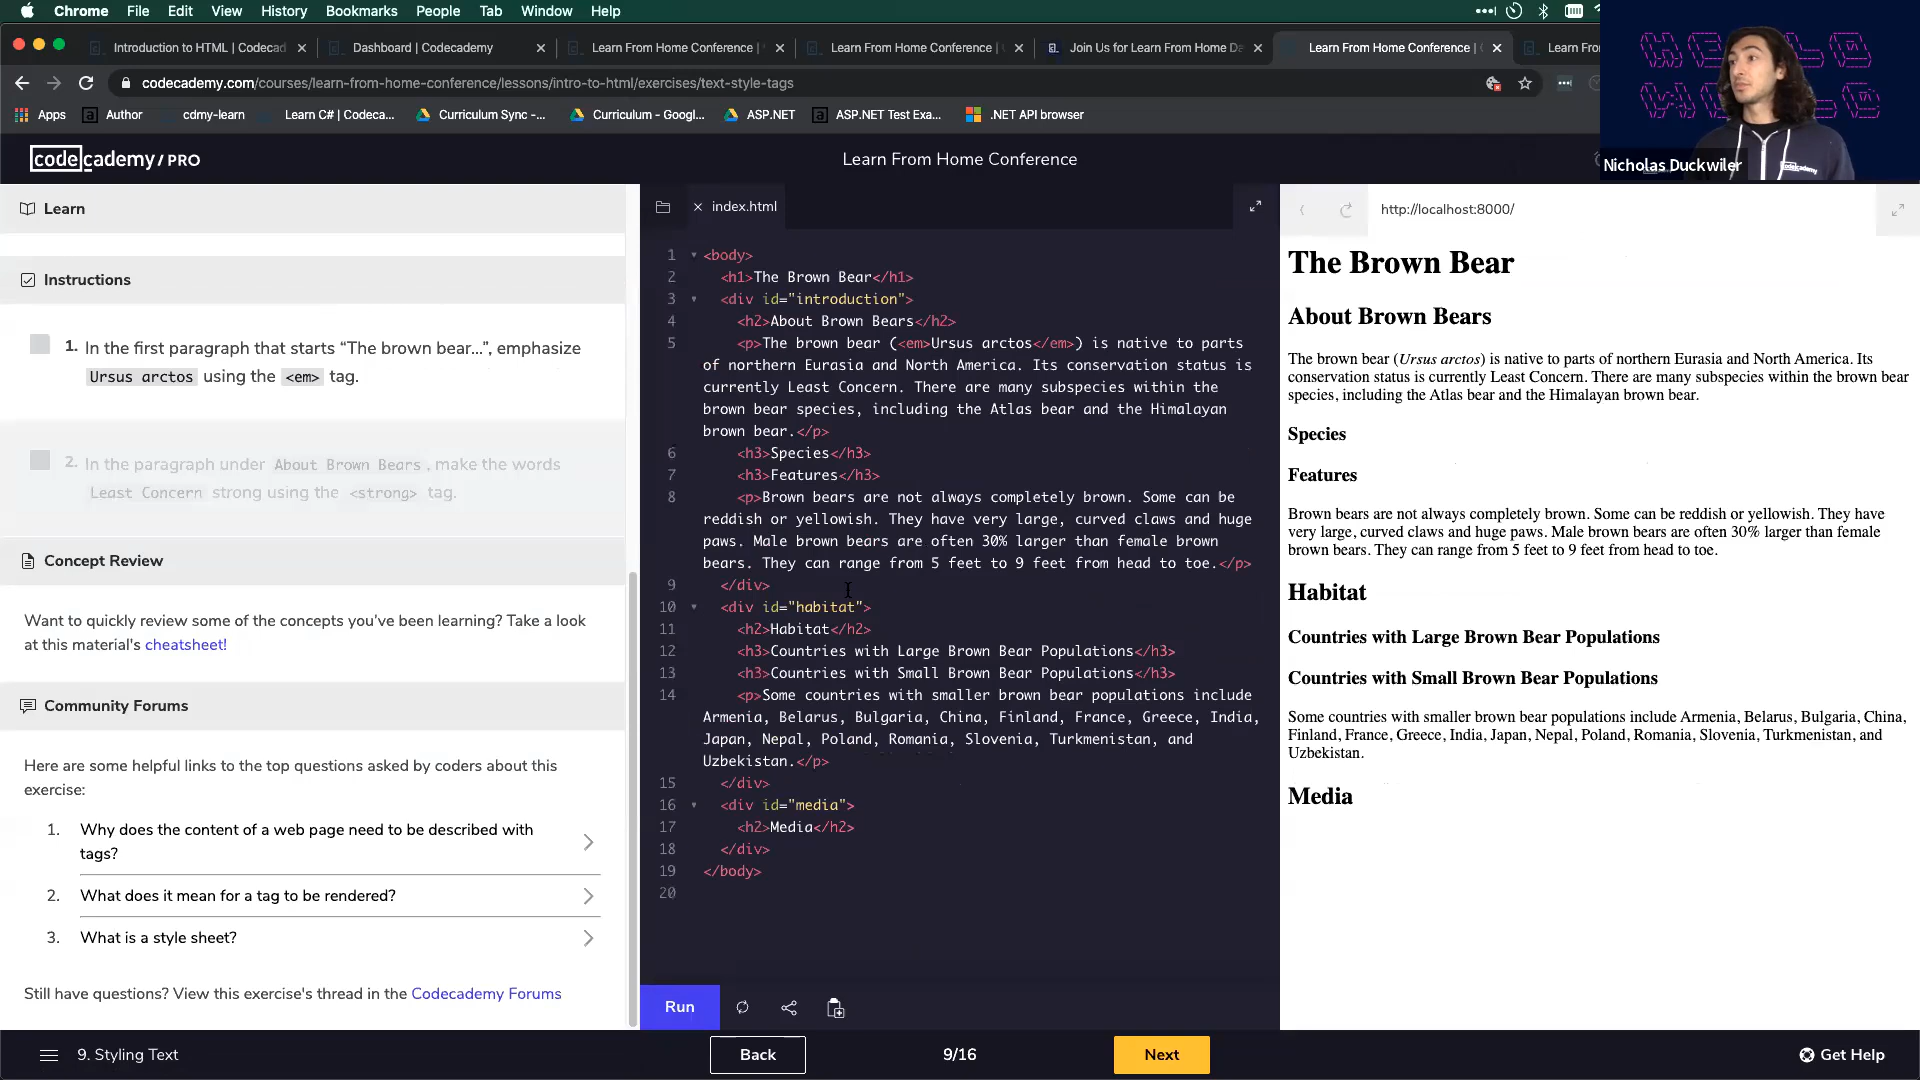 Chrome File Edit View History Bookmarks People Tab Window Help
Introduction to HTML | Codecad
Dashboard | Codecademy
Learn From Home Conference |
Learn From Home Conference |
Join Us for Learn From Home Da
Learn From Home Conference |
Learn Fro
codecademy.com/courses/learn-from-home-conference/lessons/intro-to-html/exercises/text-style-tags
Apps Author cdmy-learn Learn C# | Codeca... Curriculum Sync -... Curriculum - Googl... ASP.NET ASP.NET Test Exa... .NET API browser
Nicholas Duckwiler
codecademy / PRO
Learn From Home Conference
Learn
Instructions
1. In the first paragraph that starts “The brown bear...”, emphasize
Ursus arctos using the <em> tag.
2. In the paragraph under About Brown Bears, make the words
Least Concern strong using the <strong> tag.
Concept Review
Want to quickly review some of the concepts you've been learning? Take a look
at this material's cheatsheet!
Community Forums
Here are some helpful links to the top questions asked by coders about this
exercise:
1. Why does the content of a web page need to be described with
tags?
2. What does it mean for a tag to be rendered?
3. What is a style sheet?
Still have questions? View this exercise's thread in the Codecademy Forums
index.html
1 <body>
2 <h1>The Brown Bear</h1>
3 <div id="introduction">
4 <h2>About Brown Bears</h2>
5 <p>The brown bear (<em>Ursus arctos</em>) is native to parts
of northern Eurasia and North America. Its conservation status is
currently Least Concern. There are many subspecies within the
brown bear species, including the Atlas bear and the Himalayan
brown bear.</p>
6 <h3>Species</h3>
7 <h3>Features</h3>
8 <p>Brown bears are not always completely brown. Some can be
reddish or yellowish. They have very large, curved claws and huge
paws. Male brown bears are often 30% larger than female brown
bears. They can range from 5 feet to 9 feet from head to toe.</p>
9 </div>
10 <div id="habitat">
11 <h2>Habitat</h2>
12 <h3>Countries with Large Brown Bear Populations</h3>
13 <h3>Countries with Small Brown Bear Populations</h3>
14 <p>Some countries with smaller brown bear populations include
Armenia, Belarus, Bulgaria, China, Finland, France, Greece, India,
Japan, Nepal, Poland, Romania, Slovenia, Turkmenistan, and
Uzbekistan.</p>
15 </div>
16 <div id="media">
17 <h2>Media</h2>
18 </div>
19 </body>
20
Run
http://localhost:8000/
The Brown Bear
About Brown Bears
The brown bear (Ursus arctos) is native to parts of northern Eurasia and North America. Its
conservation status is currently Least Concern. There are many subspecies within the brown bear
species, including the Atlas bear and the Himalayan brown bear.
Species
Features
Brown bears are not always completely brown. Some can be reddish or yellowish. They have
very large, curved claws and huge paws. Male brown bears are often 30% larger than female
brown bears. They can range from 5 feet to 9 feet from head to toe.
Habitat
Countries with Large Brown Bear Populations
Countries with Small Brown Bear Populations
Some countries with smaller brown bear populations include Armenia, Belarus, Bulgaria, China,
Finland, France, Greece, India, Japan, Nepal, Poland, Romania, Slovenia, Turkmenistan, and
Uzbekistan.
Media
9. Styling Text
Back
9/16
Next
Get Help